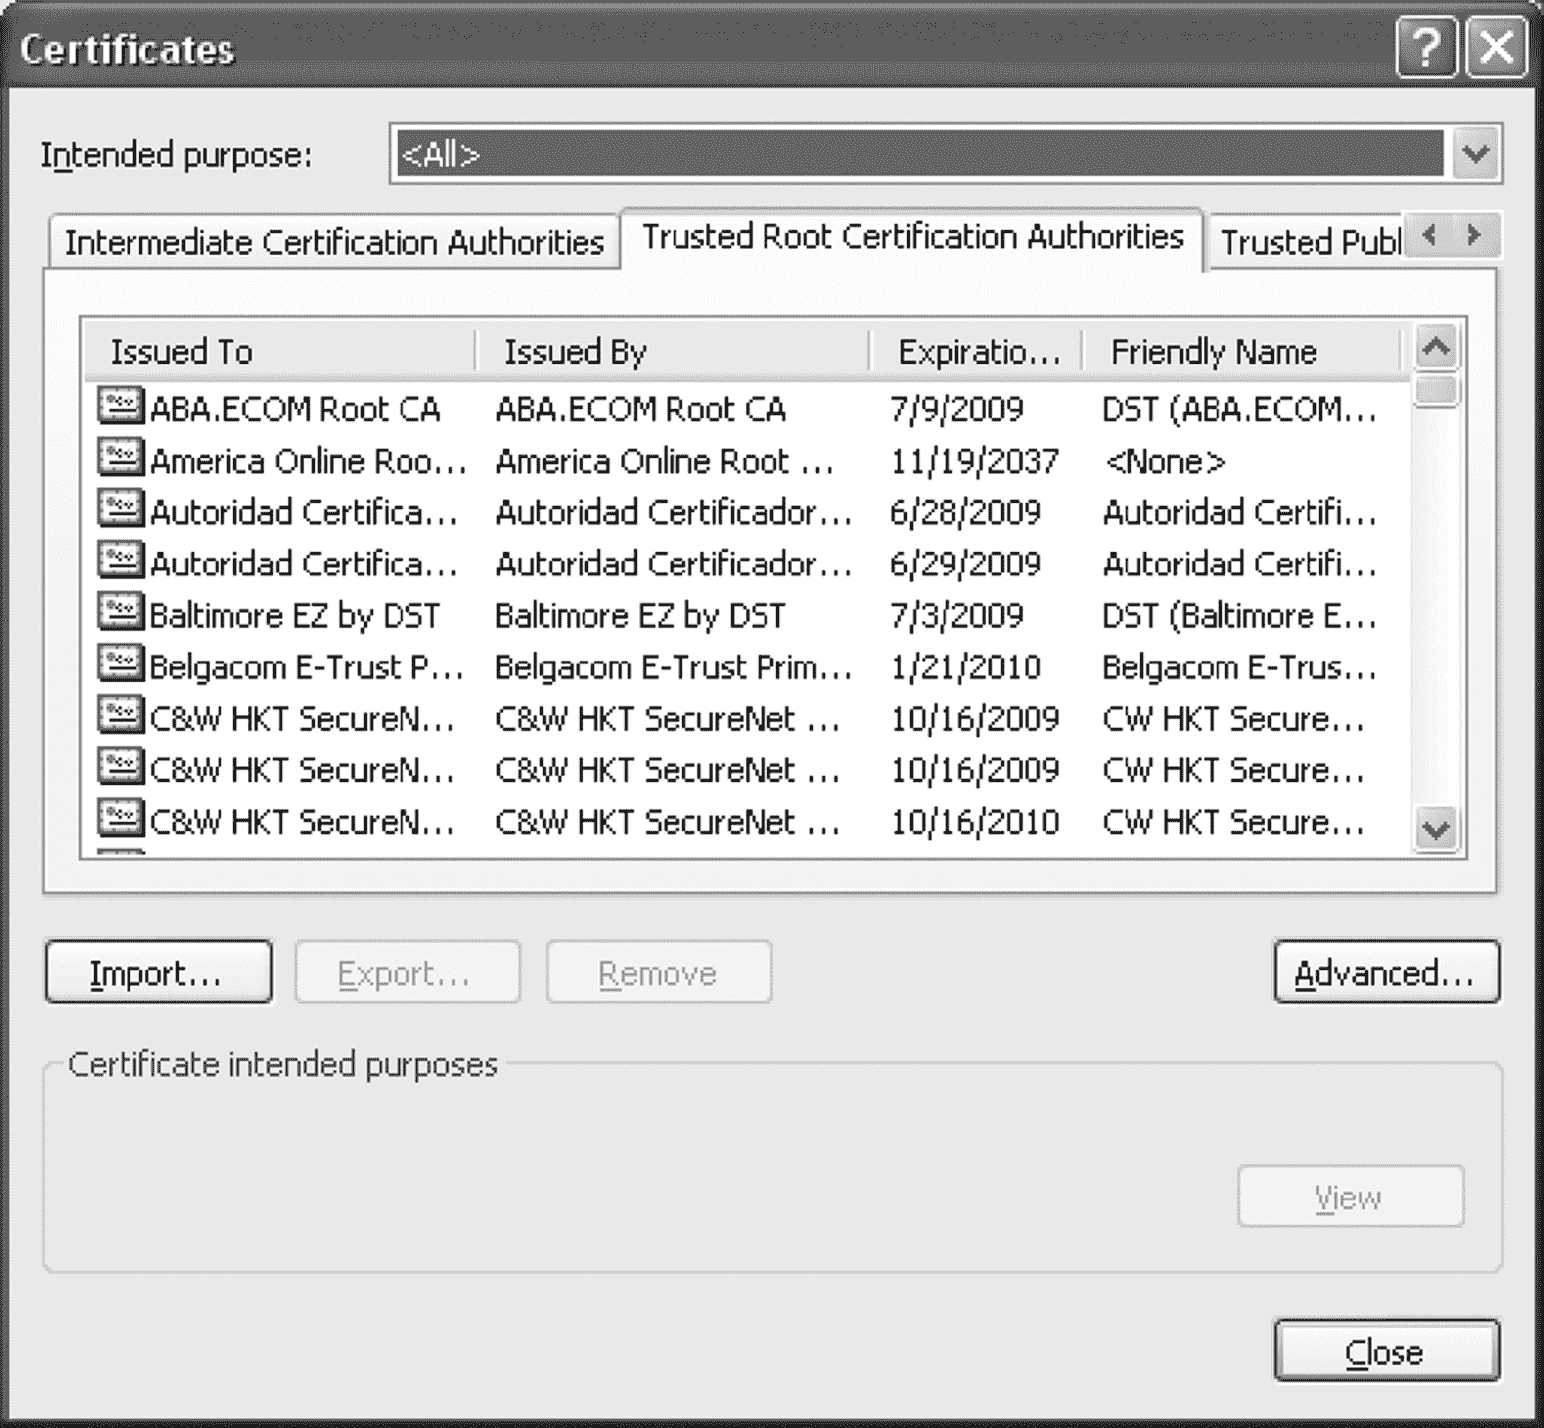 Certificates
Intended purpose: <All>
Intermediate Certification Authorities Trusted Root Certification Authorities Trusted Publ
Issued To Issued By Expiratio... Friendly Name
ABA.ECOM Root CA ABA.ECOM Root CA 7/9/2009 DST (ABA.ECOM...
America Online Roo... America Online Root ... 11/19/2037 <None>
Autoridad Certifica... Autoridad Certificador... 6/28/2009 Autoridad Certifi...
Autoridad Certifica... Autoridad Certificador... 6/29/2009 Autoridad Certifi...
Baltimore EZ by DST Baltimore EZ by DST 7/3/2009 DST (Baltimore E...
Belgacom E-Trust P... Belgacom E-Trust Prim... 1/21/2010 Belgacom E-Trus...
C&W HKT SecureN... C&W HKT SecureNet ... 10/16/2009 CW HKT Secure...
C&W HKT SecureN... C&W HKT SecureNet ... 10/16/2009 CW HKT Secure...
C&W HKT SecureN... C&W HKT SecureNet ... 10/16/2010 CW HKT Secure...
Import... Export... Remove Advanced...
Certificate intended purposes
View
Close